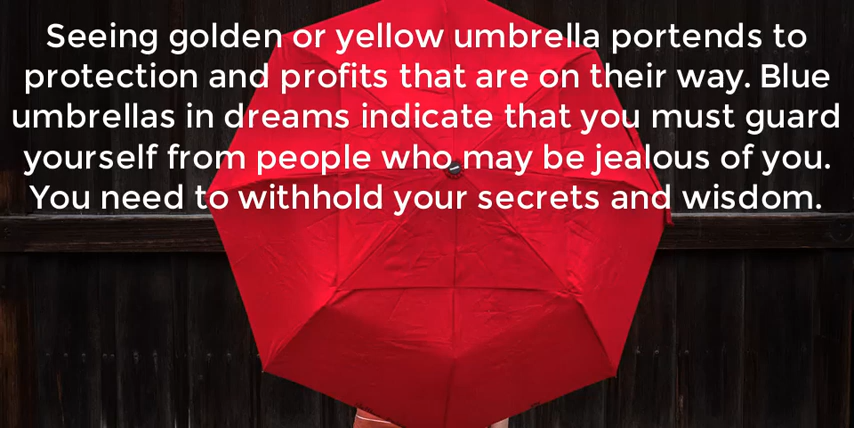 Seeing golden or yellow umbrella portends to
protection and profits that are on their way. Blue
umbrellas in dreams indicate that you must guard
yourself from people who may be jealous of you.
You need to withhold your secrets and wisdom.